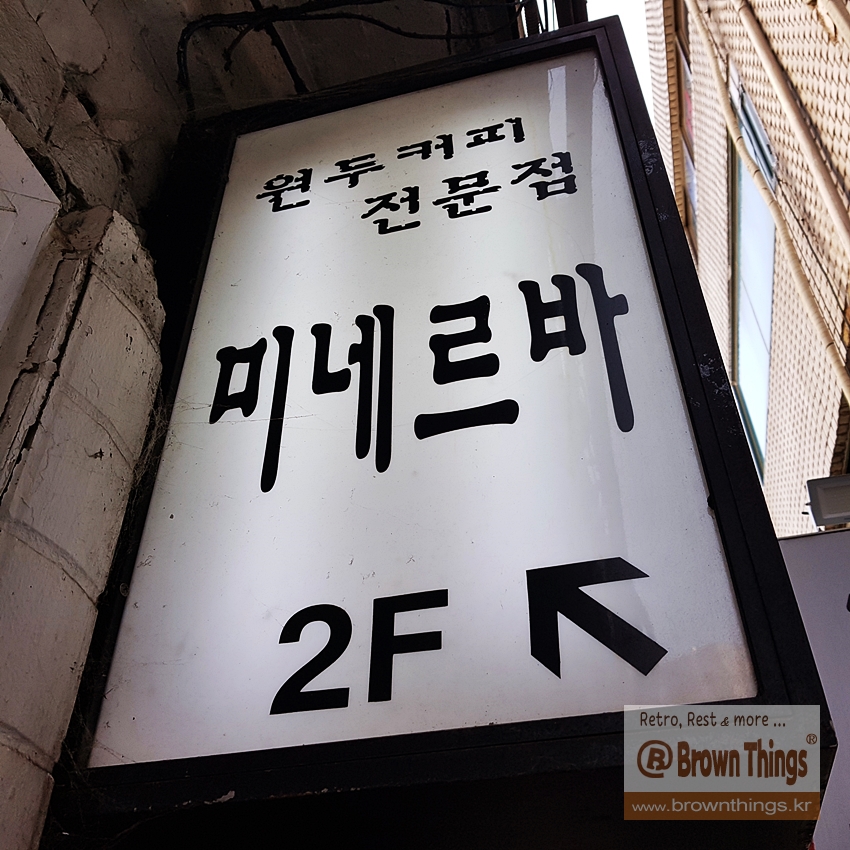 원두커피
전문점
미네르바
2F
Retro, Rest & more ...
® Brown Things®
www.brownthings.kr